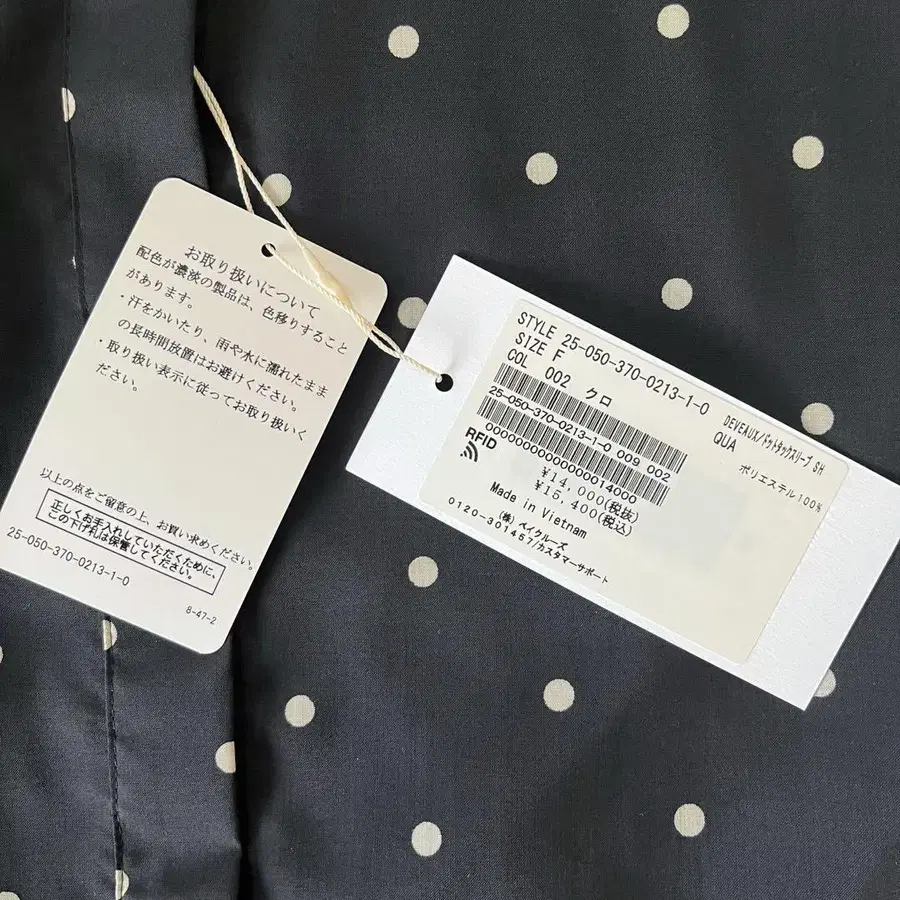 お取り扱いについて
配色が濃淡の製品は、色移りすること
があります。
・汗をかいたり、雨や水に濡れたまま
の長時間放置はお避けください。
・取り扱い表示に従ってお取り扱いく
ださい。
以上の点をご留意の上、お買い求めください。
正しくお手入れしていただくために、
この下げ札は保管してください。
25-050-370-0213-1-0
8-47-2
STYLE 25-050-370-0213-1-0
SIZE F
COL 002 クロ
DEVEAUX/ドットタックスリーブ SH
QUA ポリエステル100%
25-050-370-0213-1-0 009 002
00000000000000014000
RFID
¥14,000(税抜)
¥15,400(税込)
Made in Vietnam
(株) ベイクルーズ
0120-301457/カスタマーサポート